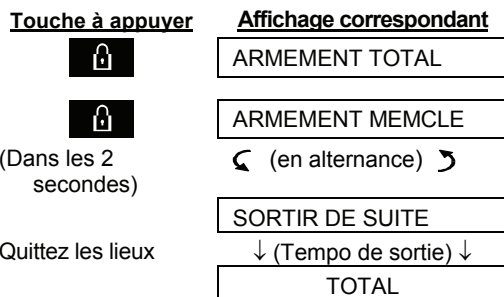 Touche à appuyer Affichage correspondant
ARMEMENT TOTAL
ARMEMENT MEMCLE
(Dans les 2 (en alternance)
secondes)
SORTIR DE SUITE
Quittez les lieux ↓ (Tempo de sortie) ↓
TOTAL